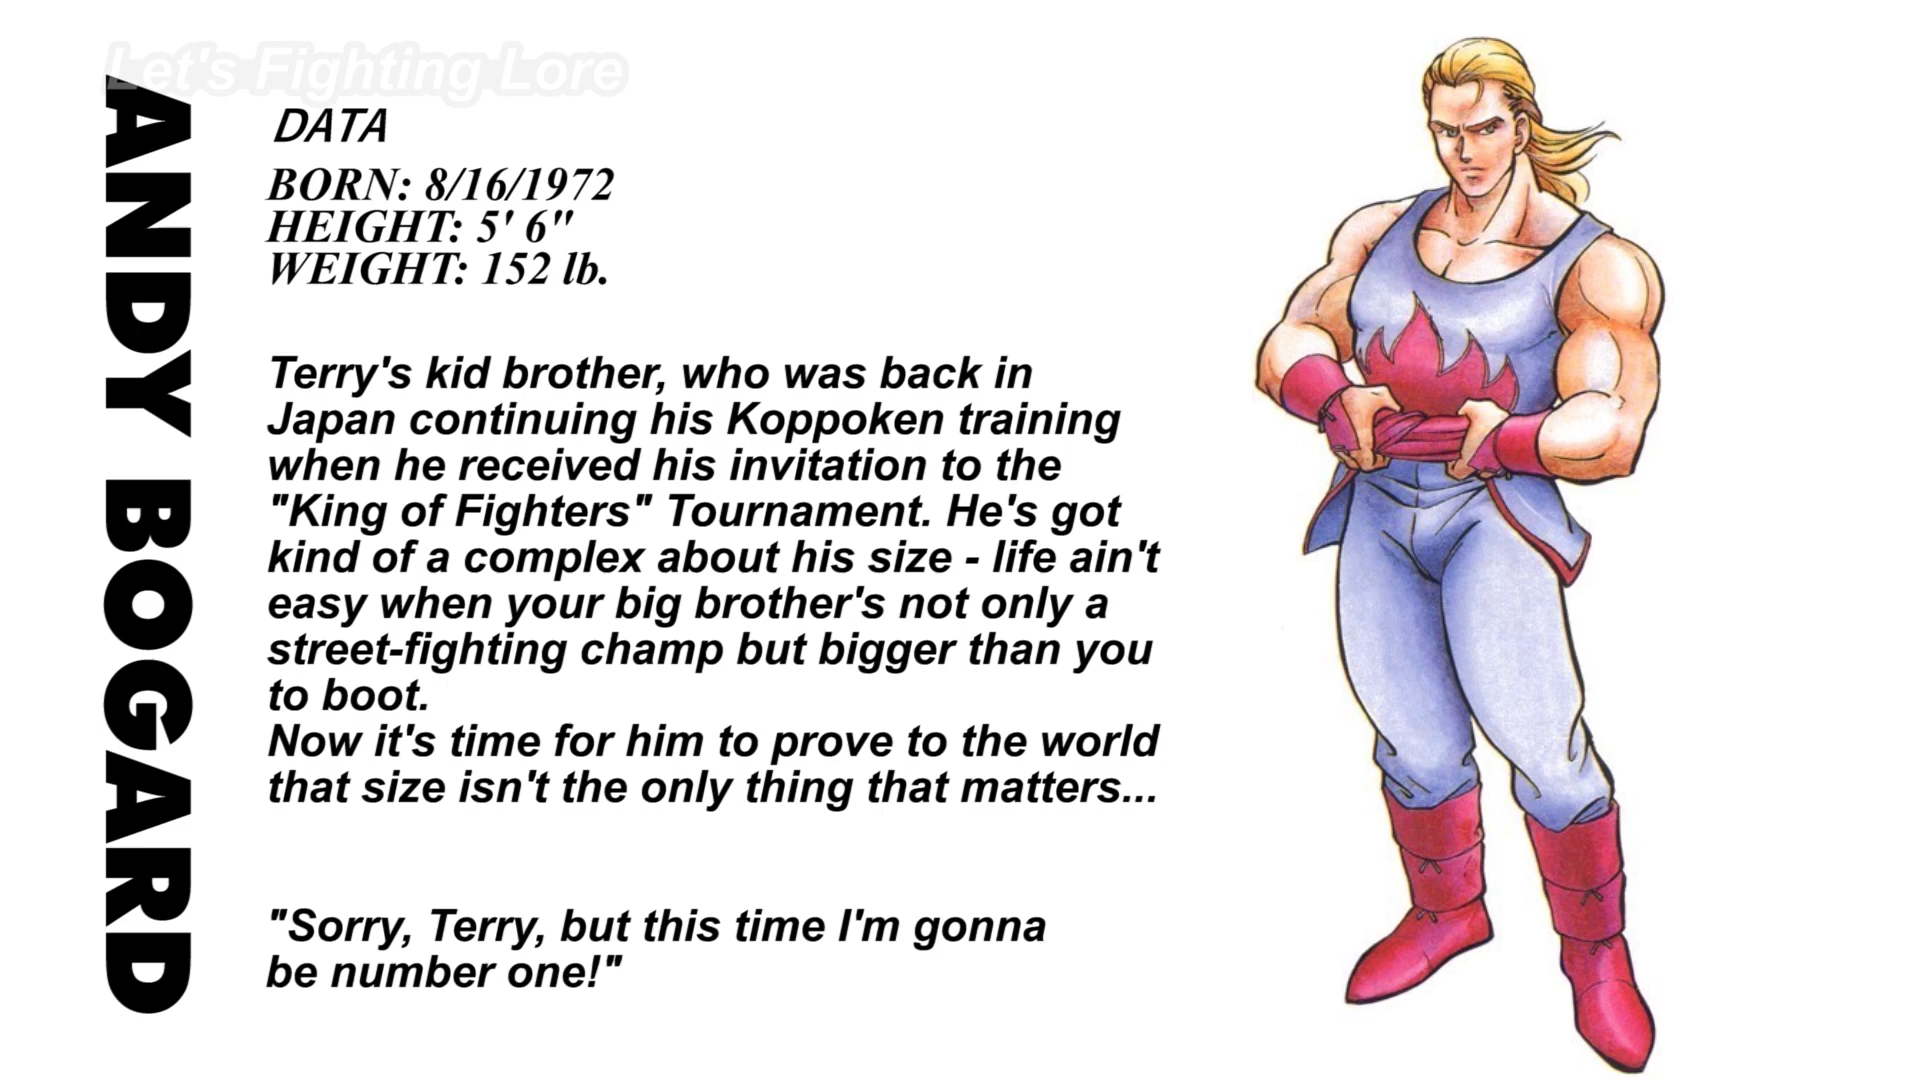 Let's Fighting Lore
ANDY BOGARD
DATA
BORN: 8/16/1972
HEIGHT: 5' 6"
WEIGHT: 152 lb.
Terry's kid brother, who was back in
Japan continuing his Koppoken training
when he received his invitation to the
"King of Fighters" Tournament. He's got
kind of a complex about his size - life ain't
easy when your big brother's not only a
street-fighting champ but bigger than you
to boot.
Now it's time for him to prove to the world
that size isn't the only thing that matters...
"Sorry, Terry, but this time I'm gonna
be number one!"